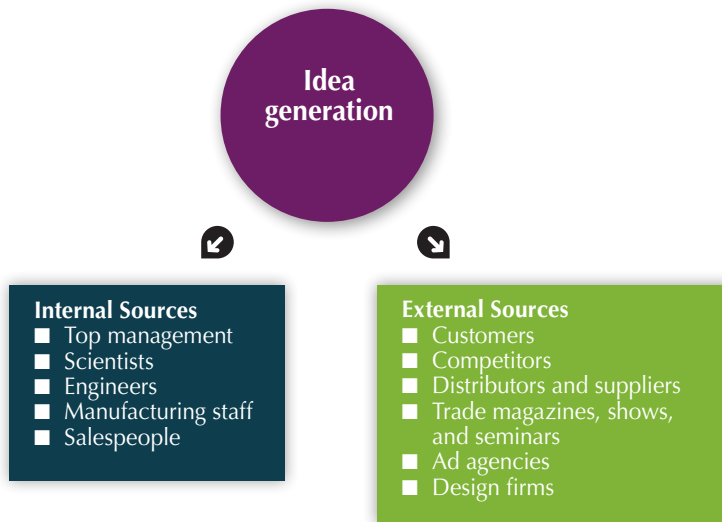 Idea
generation
Internal Sources
■ Top management
■ Scientists
■ Engineers
■ Manufacturing staff
■ Salespeople
External Sources
■ Customers
■ Competitors
■ Distributors and suppliers
■ Trade magazines, shows,
and seminars
■ Ad agencies
■ Design firms